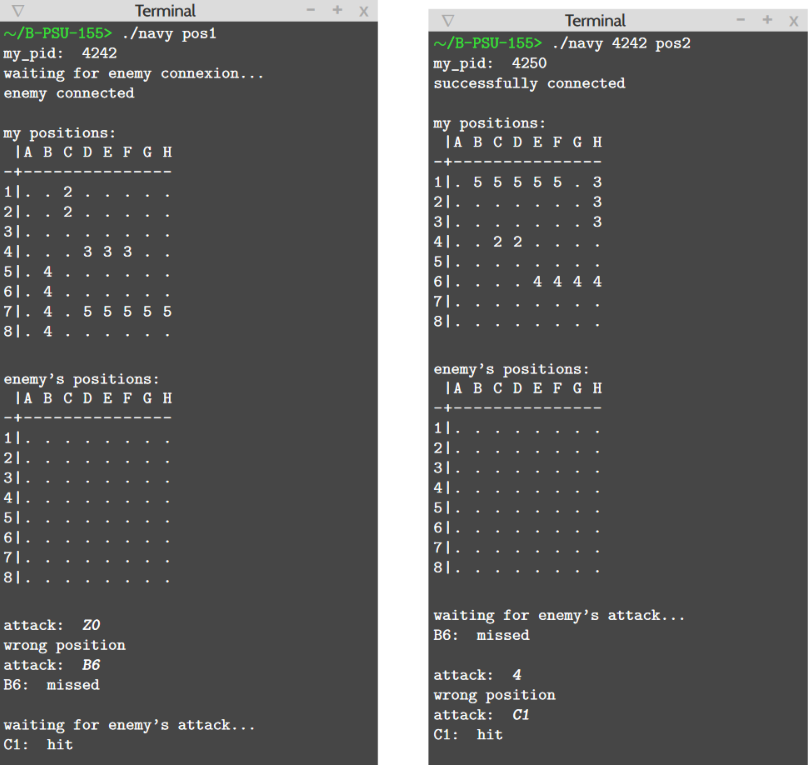 Terminal
~/B-PSU-155> ./navy pos1
my_pid: 4242
waiting for enemy connexion...
enemy connected
my positions:
|A B C D E F G H
-+---------------
1|. . 2 . . . . .
2|. . 2 . . . . .
3|. . . . . . . .
4|. . . 3 3 3 . .
5|. 4 . . . . . .
6|. 4 . . . . . .
7|. 4 . 5 5 5 5 5
8|. 4 . . . . . .
enemy's positions:
|A B C D E F G H
-+---------------
1|. . . . . . . .
2|. . . . . . . .
3|. . . . . . . .
4|. . . . . . . .
5|. . . . . . . .
6|. . . . . . . .
7|. . . . . . . .
8|. . . . . . . .
attack: Z0
wrong position
attack: B6
B6: missed
waiting for enemy's attack...
C1: hit
Terminal
~/B-PSU-155> ./navy 4242 pos2
my_pid: 4250
successfully connected
my positions:
|A B C D E F G H
-+---------------
1|. 5 5 5 5 5 . 3
2|. . . . . . . 3
3|. . . . . . . 3
4|. . 2 2 . . . .
5|. . . . . . . .
6|. . . . 4 4 4 4
7|. . . . . . . .
8|. . . . . . . .
enemy's positions:
|A B C D E F G H
-+---------------
1|. . . . . . . .
2|. . . . . . . .
3|. . . . . . . .
4|. . . . . . . .
5|. . . . . . . .
6|. . . . . . . .
7|. . . . . . . .
8|. . . . . . . .
waiting for enemy's attack...
B6: missed
attack: 4
wrong position
attack: C1
C1: hit